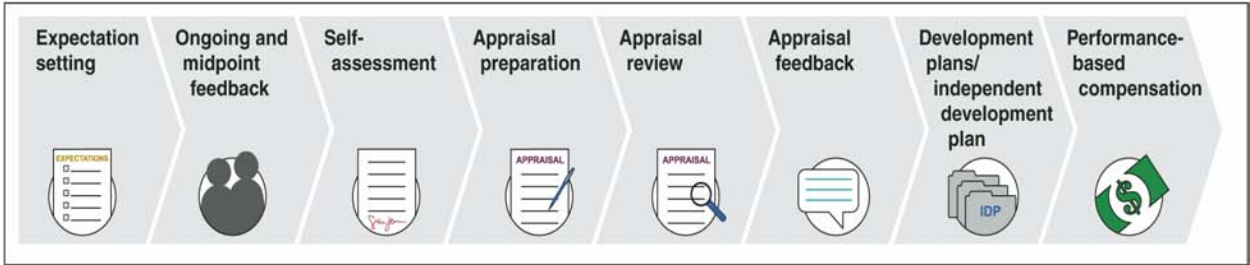 Expectation
setting
EXPECTATIONS
Ongoing and
midpoint
feedback
Self-
assessment
Appraisal
preparation
APPRAISAL
Appraisal
review
APPRAISAL
Appraisal
feedback
Development
plans/
independent
development
plan
IDP
Performance-
based
compensation
$